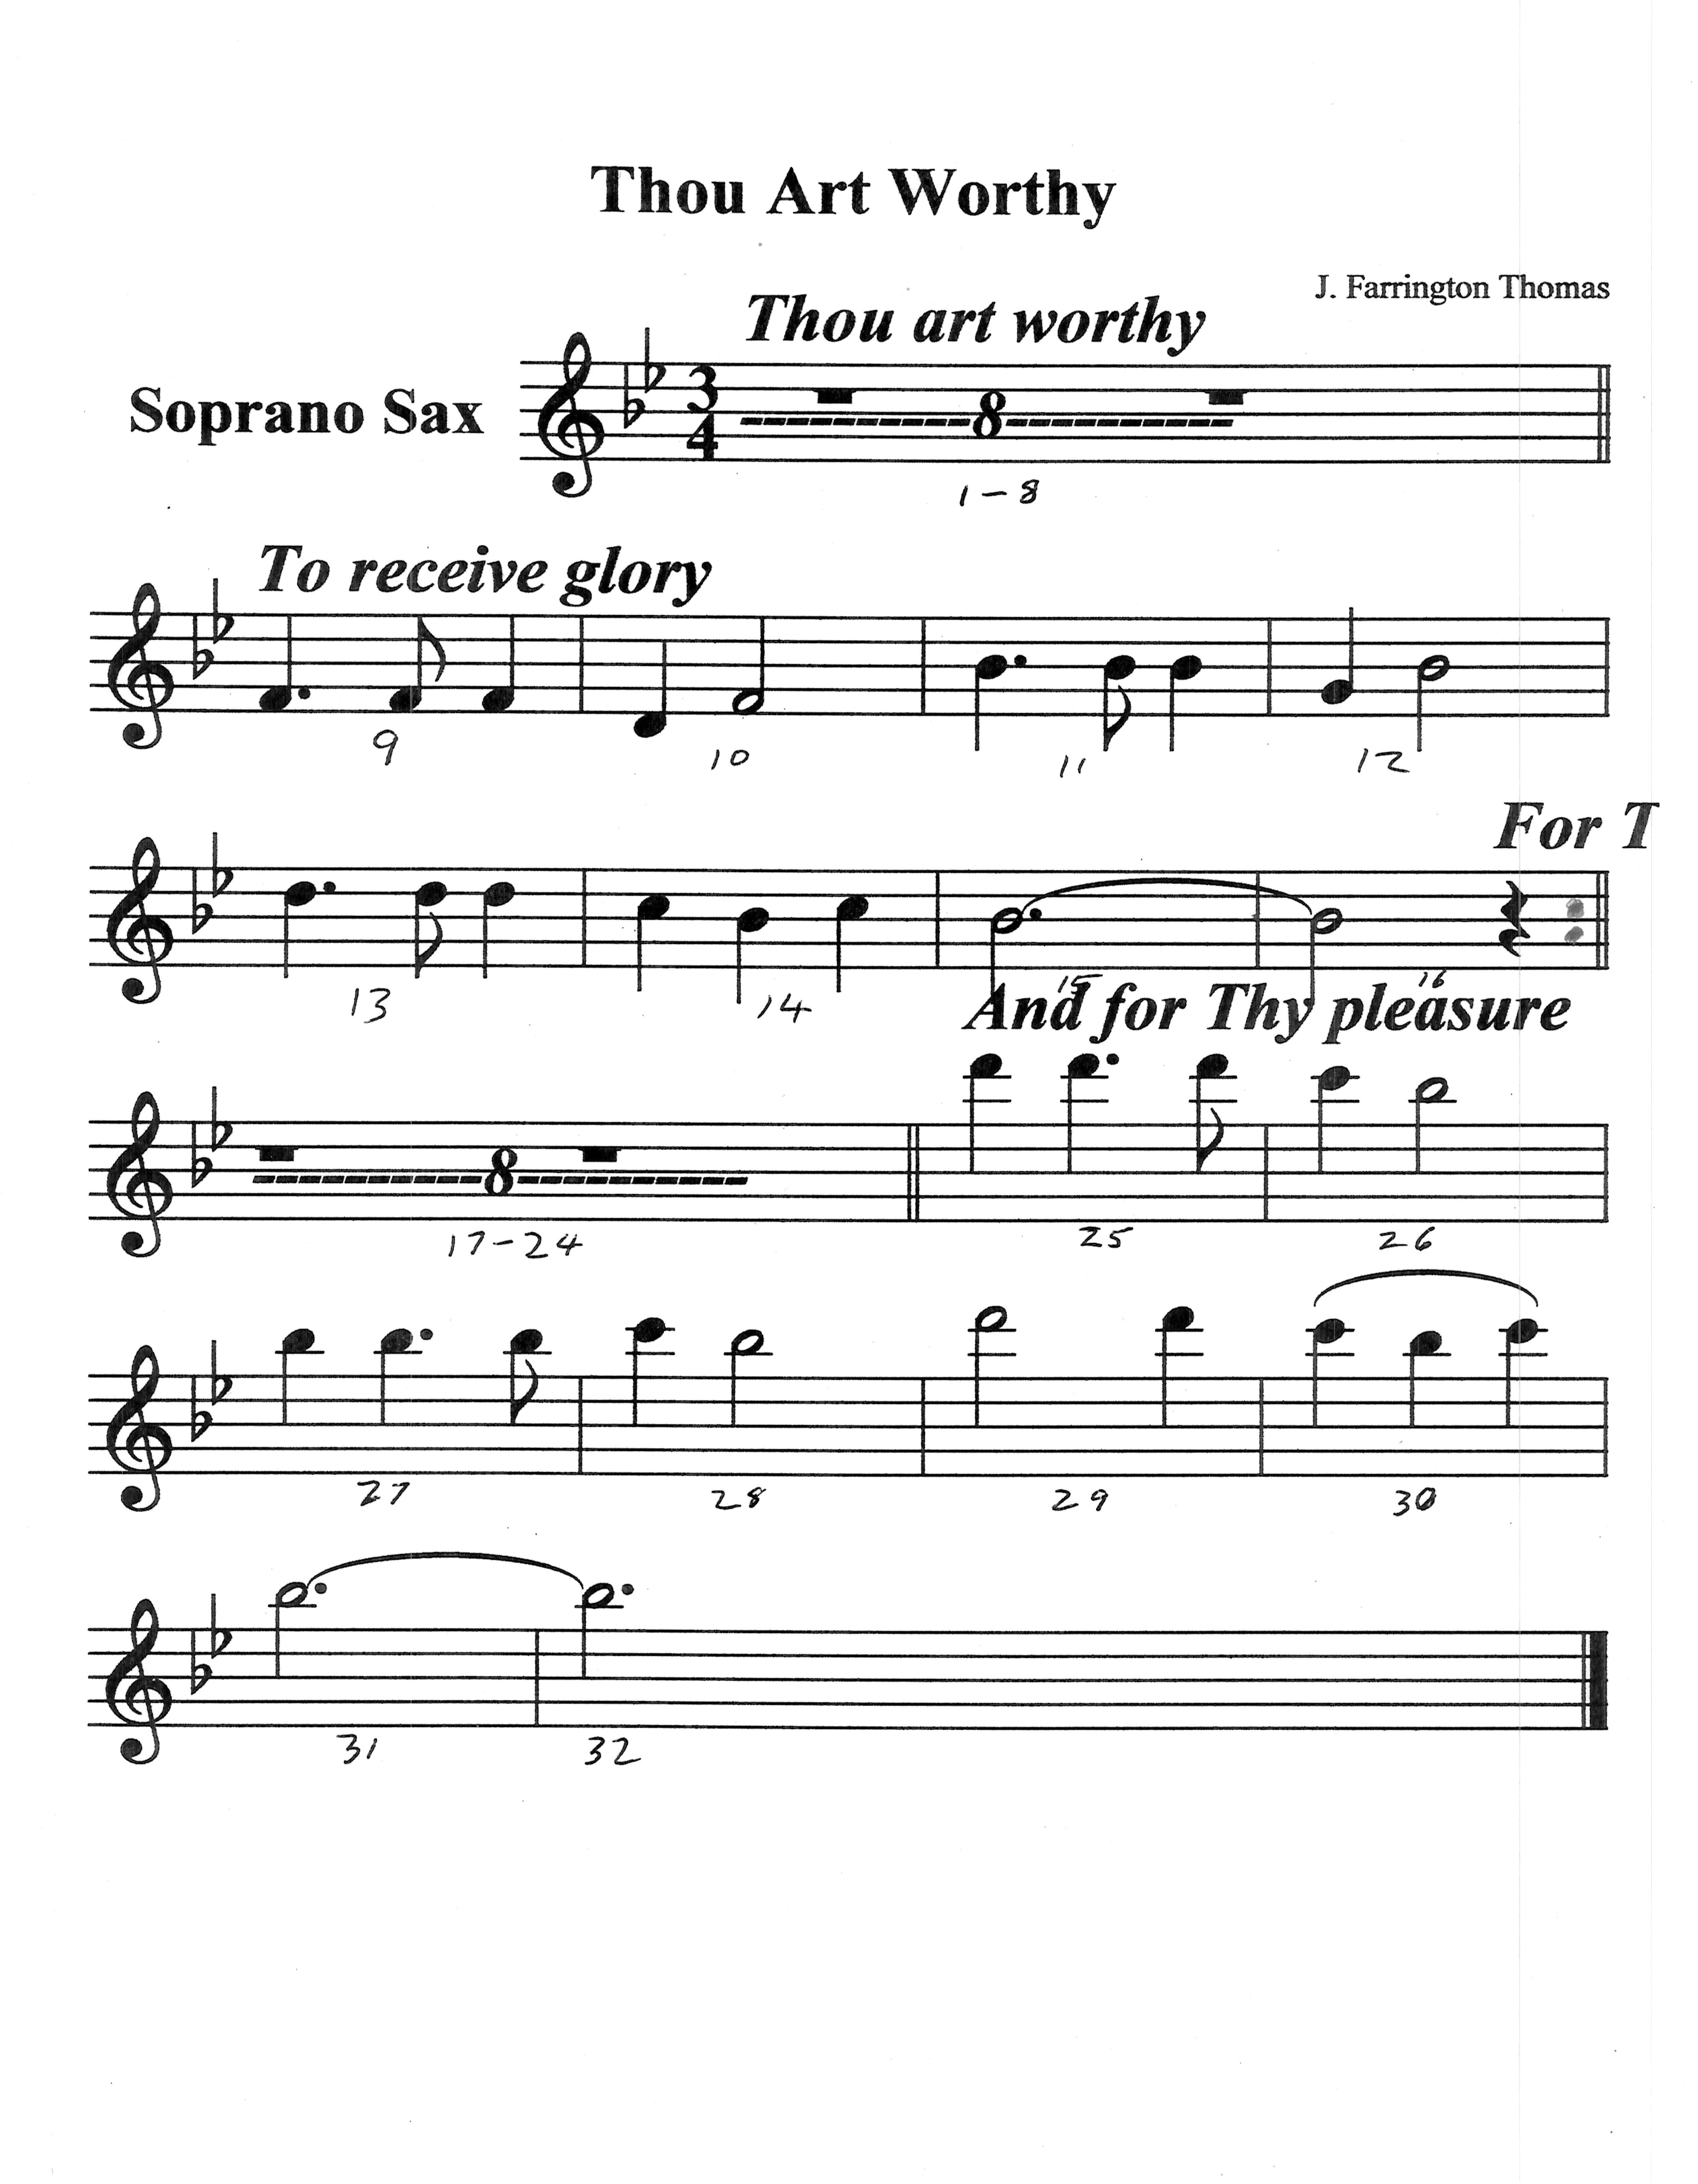 Thou Art Worthy
J. Farrington Thomas
Thou art worthy
Soprano Sax
3
4
8
1-8
To receive glory
9 10 11 12
For T
13 14 15 16
And for Thy pleasure
8
17-24 25 26
27 28 29 30
31 32